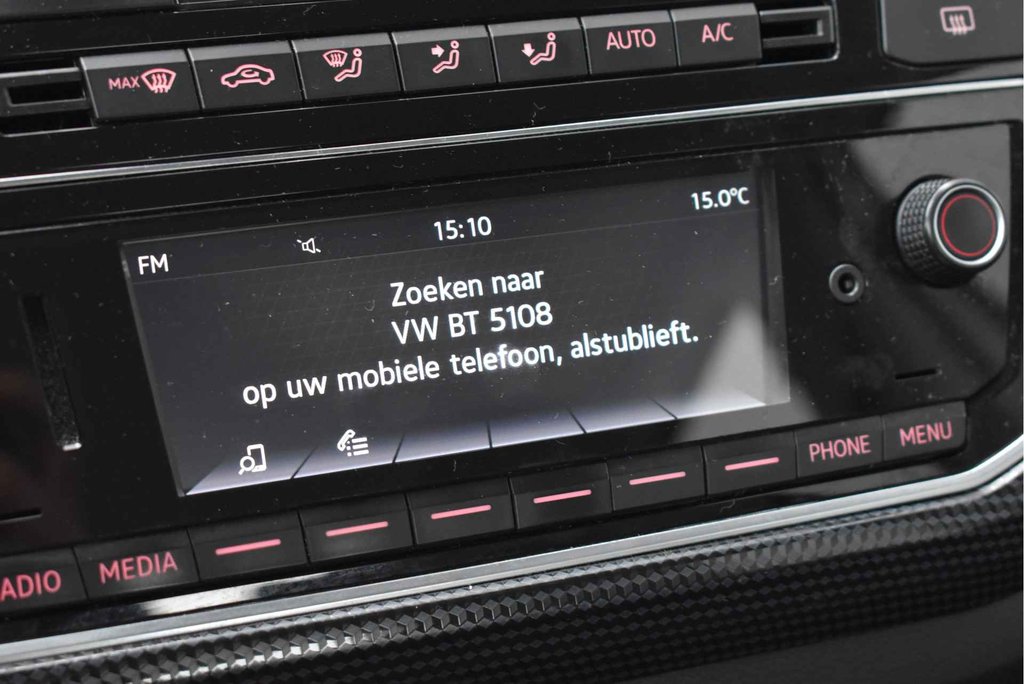 MAX
AUTO
A/C
FM
15:10
15.0°C
Zoeken naar
VW BT 5108
op uw mobiele telefoon, alstublieft.
ADIO
MEDIA
PHONE
MENU